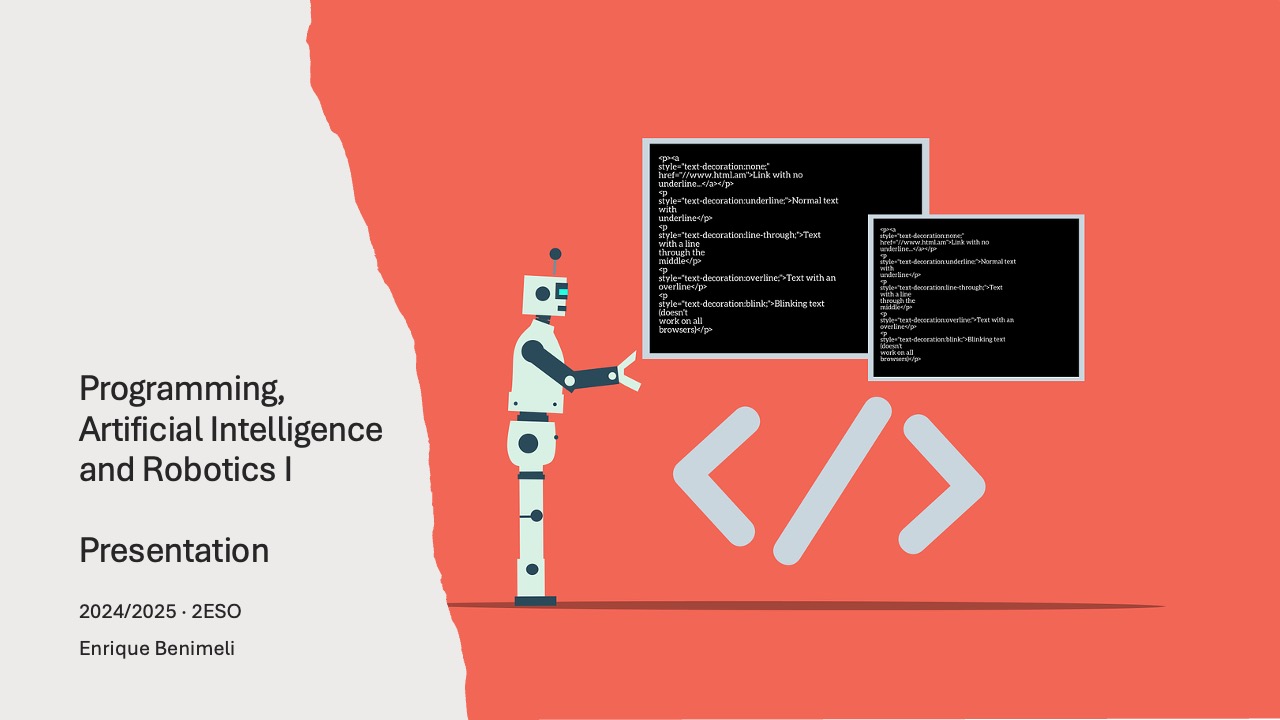 Programming,
Artificial Intelligence
and Robotics I
Presentation
2024/2025 · 2ESO
Enrique Benimeli
<p><a
style="text-decoration:none;"
href="//www.html.am">Link with no
underline...</a></p>
<p
style="text-decoration:underline;">Normal text
with
underline</p>
<p
style="text-decoration:line-through;">Text
with a line
through the
middle</p>
<p
style="text-decoration:overline;">Text with an
overline</p>
<p
style="text-decoration:blink;">Blinking text
(doesn't
work on all
browsers)</p>
<p><a
style="text-decoration:none;"
href="//www.html.am">Link with no
underline...</a></p>
<p
style="text-decoration:underline;">Normal text
with
underline</p>
<p
style="text-decoration:line-through;">Text
with a line
through the
middle</p>
<p
style="text-decoration:overline;">Text with an
overline</p>
<p
style="text-decoration:blink;">Blinking text
(doesn't
work on all
browsers)</p>
</>